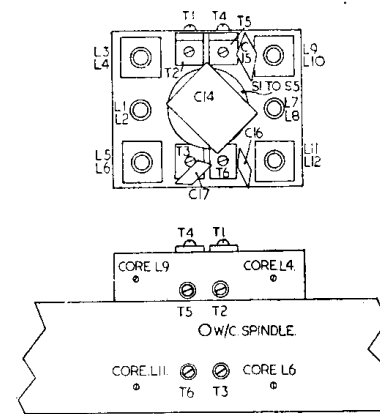 T1 T4
T5
L3
L4
T2
C
15
L9
L10
S1 TO S5
C14
L1
L2
L7
L8
C16
L5
L6
T3
T6
L11
L12
C17
T4 T1
CORE L9 CORE L4.
T5 T2
W/C. SPINDLE.
CORE L11. CORE L6
T6 T3